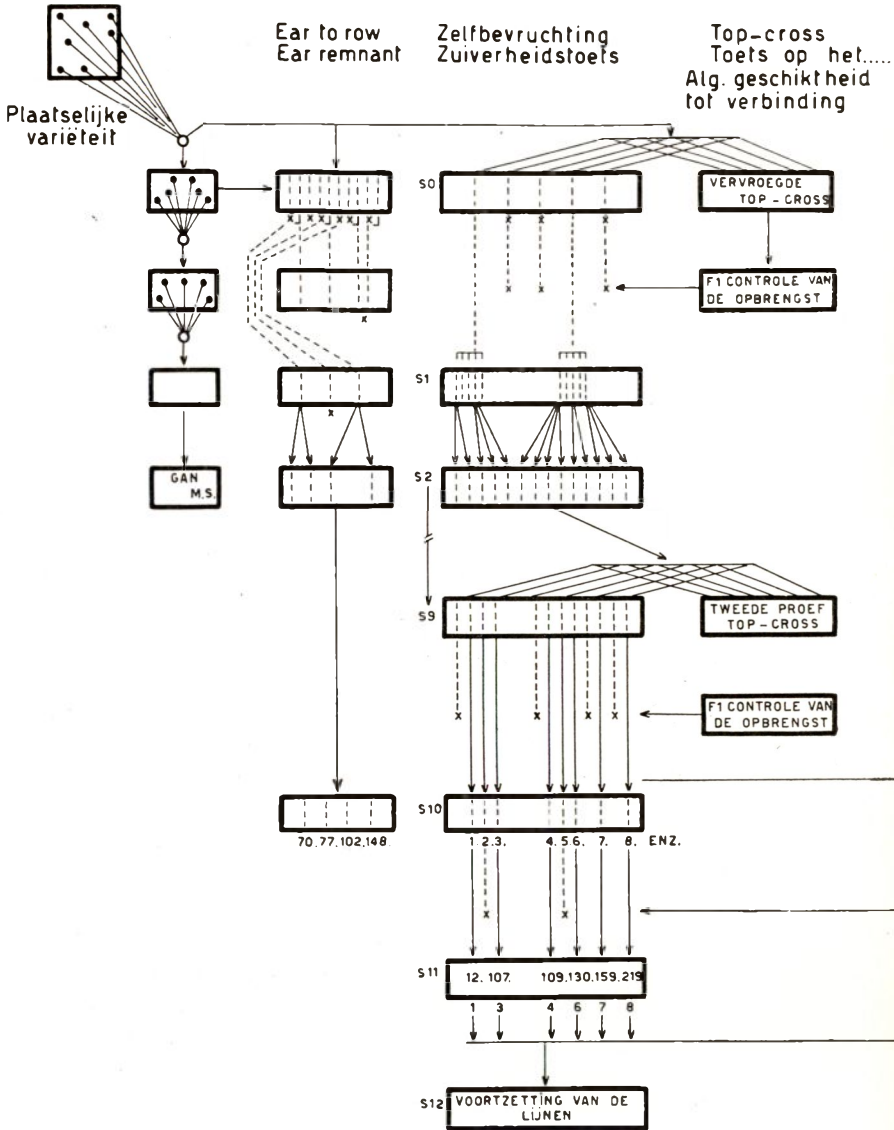 Ear to row
Ear remnant
Zelfbevruchting
Zuiverheidstoets
Top-cross
Toets op het.....
Alg. geschiktheid
tot verbinding
Plaatselijke
variëteit
S0
VERVROEGDE
TOP-CROSS
F1 CONTROLE VAN
DE OPBRENGST
S1
GAN
M.S.
S2
S9
TWEEDE PROEF
TOP-CROSS
F1 CONTROLE VAN
DE OPBRENGST
S10
70.77.102.148.
1.2.3. 4.5.6. 7. 8. ENZ.
S11
12. 107. 109.130.159.219
1 3 4 6 7 8
S12
VOORTZETTING VAN DE
LIJNEN